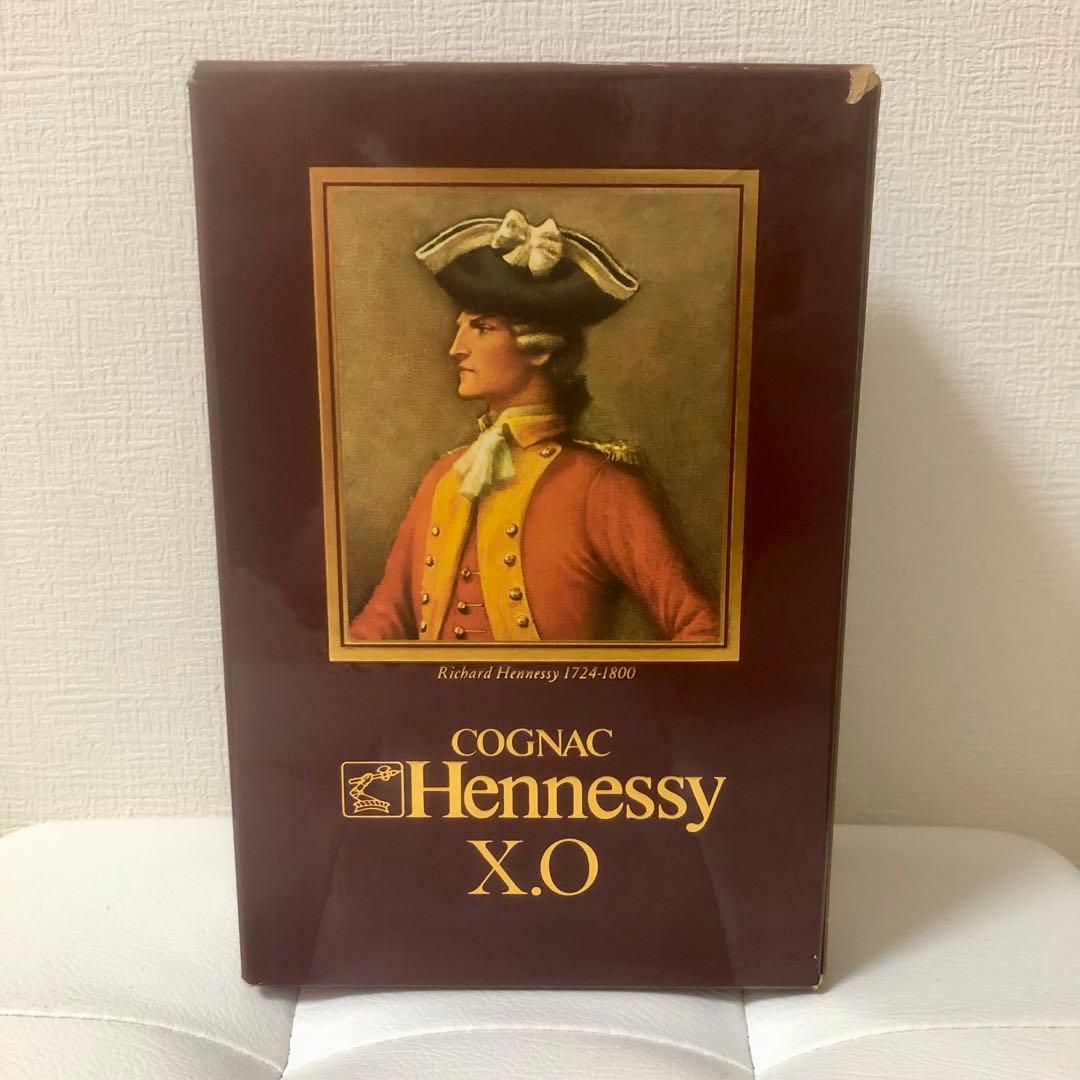 Richard Hennessy 1724-1800
COGNAC
Hennessy
X.O